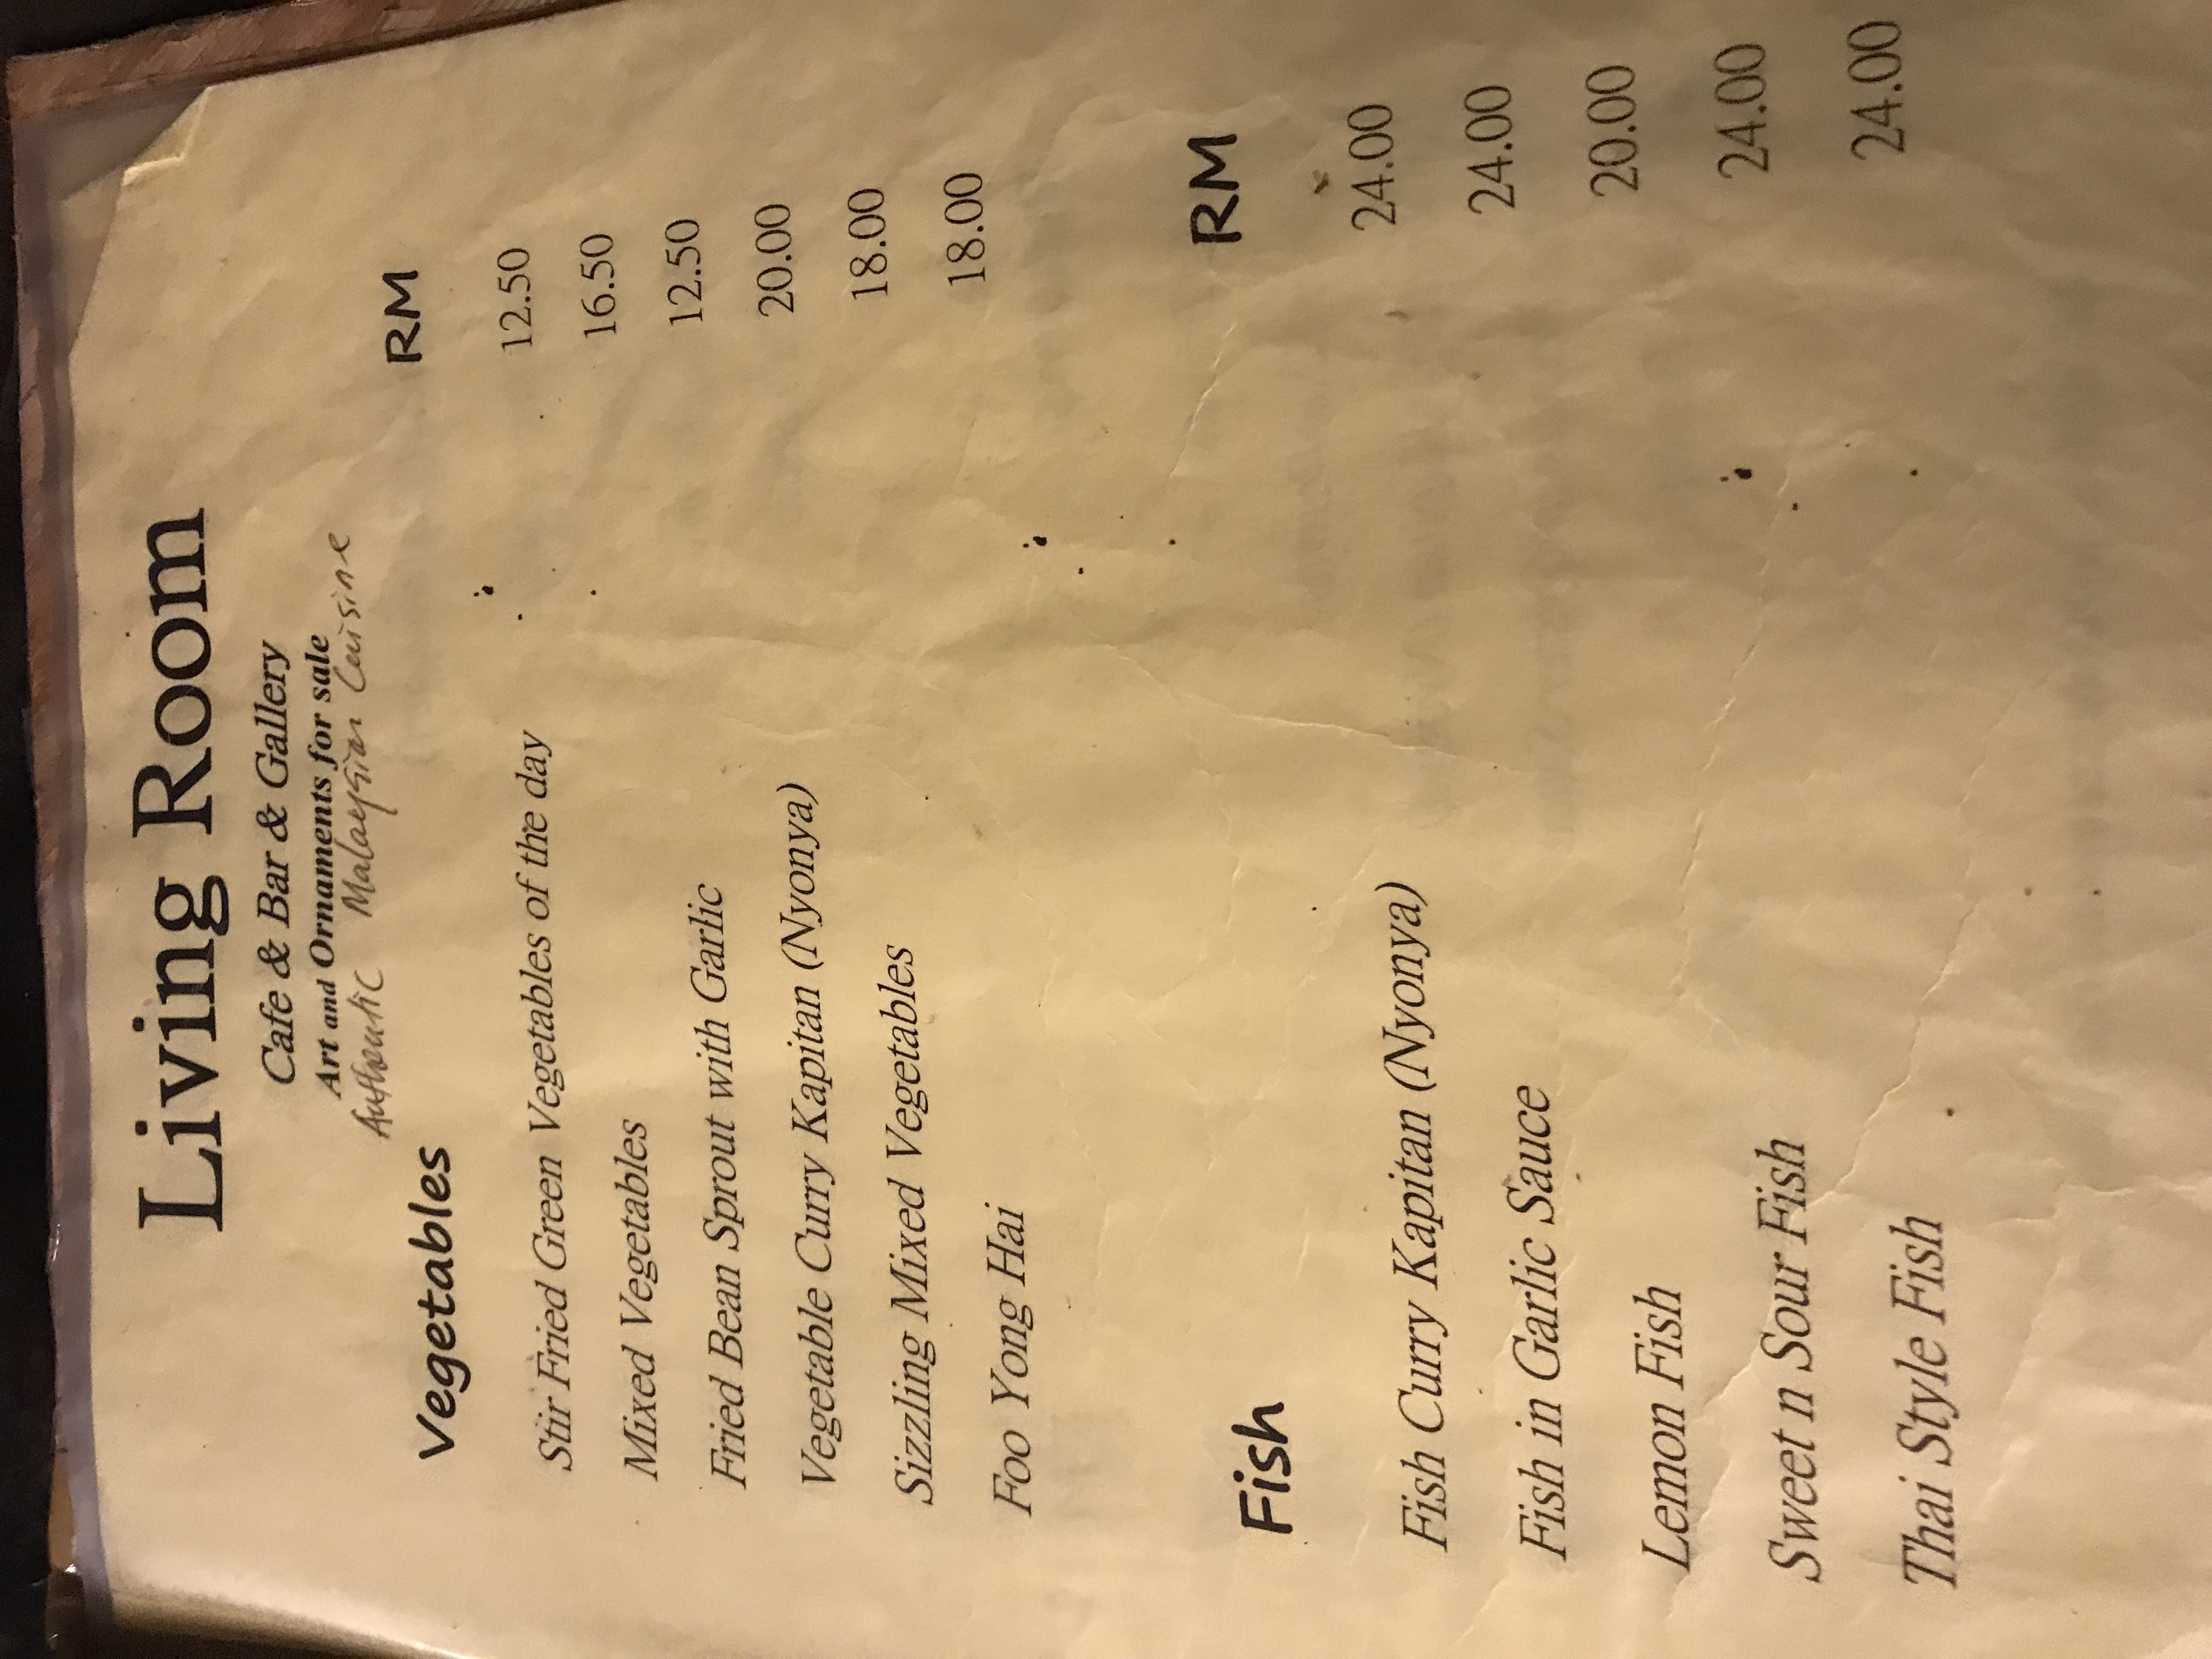 Living Room
Cafe & Bar & Gallery
Art and Ornaments for sale
Authentic Malaysian Cuisine
Vegetables RM
Stir Fried Green Vegetables of the day 12.50
Mixed Vegetables 16.50
Fried Bean Sprout with Garlic 12.50
Vegetable Curry Kapitan (Nyonya) 20.00
Sizzling Mixed Vegetables 18.00
Foo Yong Hai 18.00
Fish RM
Fish Curry Kapitan (Nyonya) 24.00
Fish in Garlic Sauce 24.00
Lemon Fish 20.00
Sweet n Sour Fish 24.00
Thai Style Fish 24.00